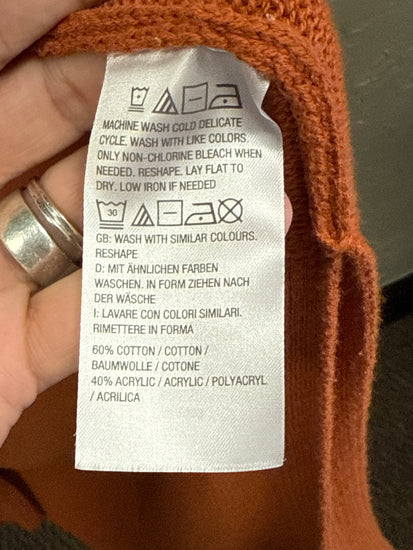 MACHINE WASH COLD DELICATE
CYCLE. WASH WITH LIKE COLORS.
ONLY NON-CHLORINE BLEACH WHEN
NEEDED. RESHAPE. LAY FLAT TO
DRY. LOW IRON IF NEEDED
30
GB: WASH WITH SIMILAR COLOURS.
RESHAPE
D: MIT ÄHNLICHEN FARBEN
WASCHEN. IN FORM ZIEHEN NACH
DER WÄSCHE
I: LAVARE CON COLORI SIMILARI.
RIMETTERE IN FORMA
60% COTTON / COTTON /
BAUMWOLLE / COTONE
40% ACRYLIC / ACRYLIC / POLYACRYL
/ ACRILICA